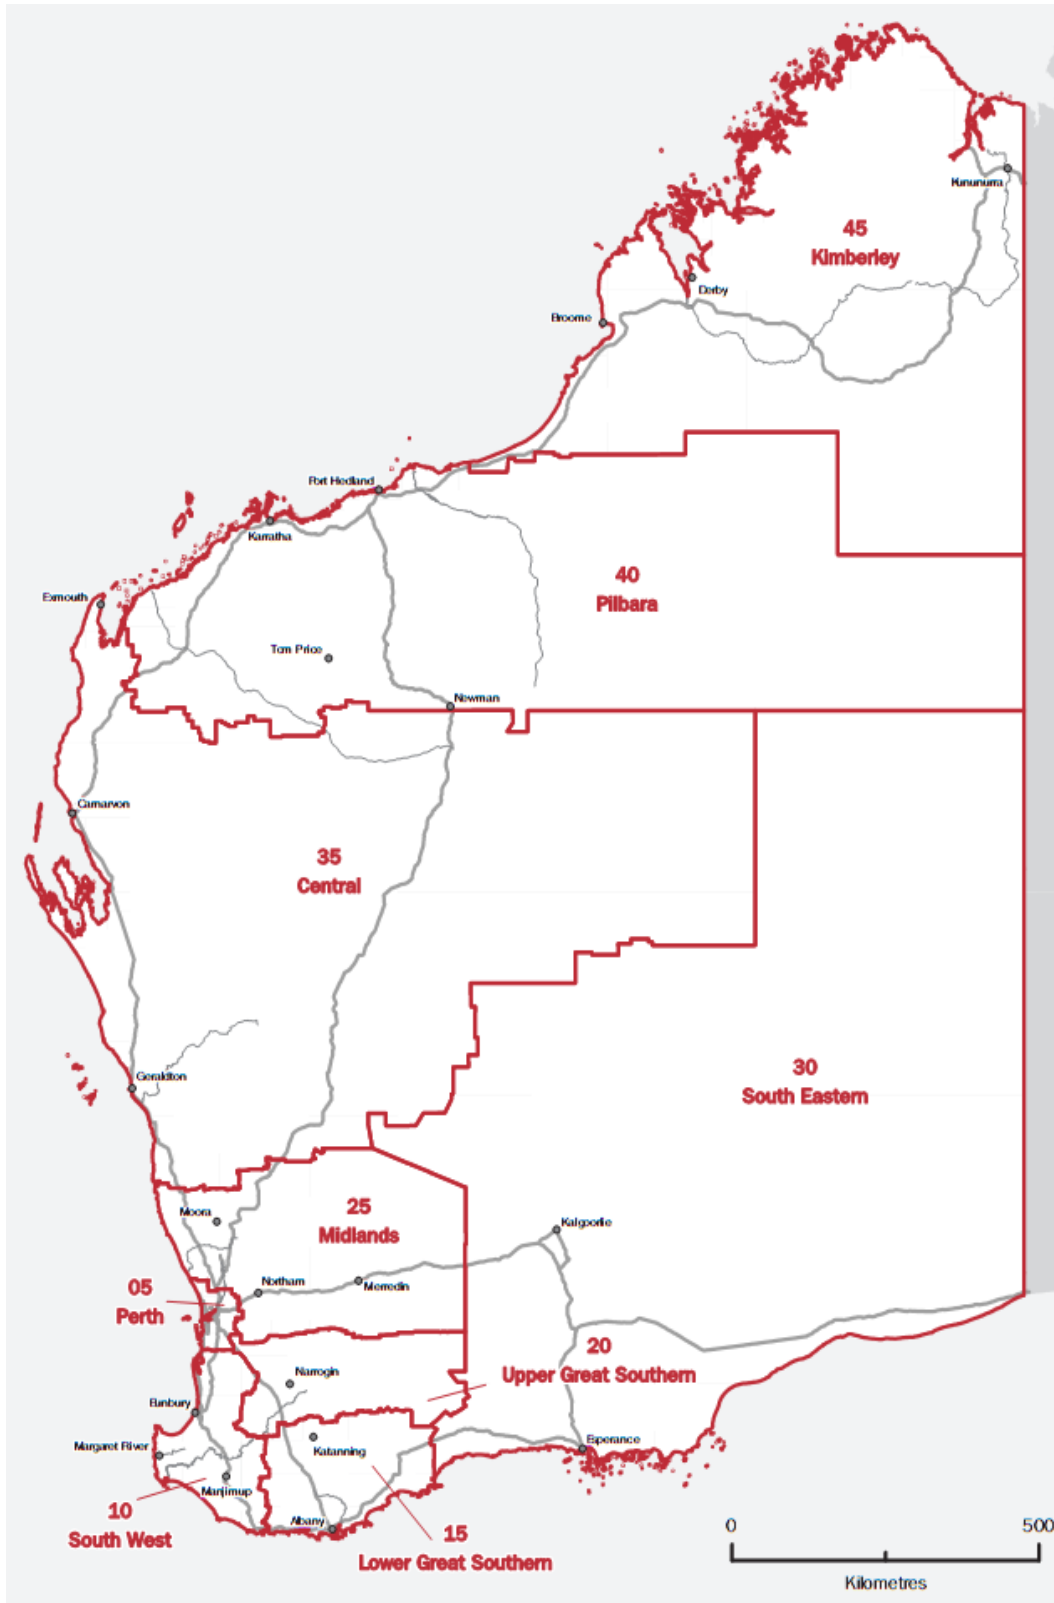 Kununurra
45
Kimberley
Derby
Broome
Port Hedland
Karratha
40
Pilbara
Exmouth
Tom Price
Newman
Carnarvon
35
Central
30
South Eastern
Geraldton
25
Midlands
Moora
Kalgoorlie
05
Perth
Northam
Merredin
20
Upper Great Southern
Narrogin
Bunbury
Margaret River
Katanning
Esperance
Manjimup
10
South West
Albany
15
Lower Great Southern
0 500
Kilometres